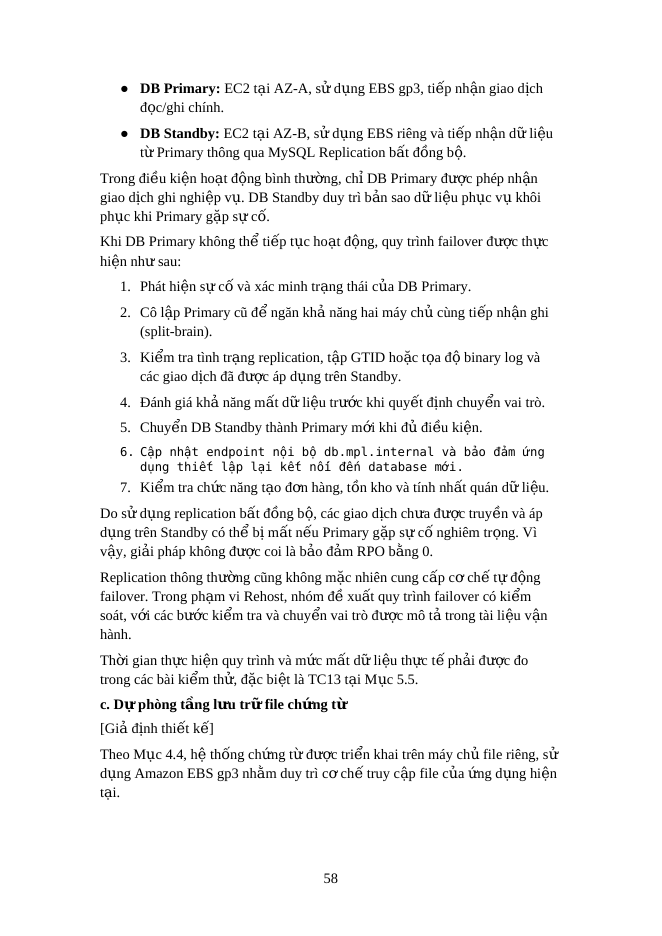 ● DB Primary: EC2 tại AZ-A, sử dụng EBS gp3, tiếp nhận giao dịch
đọc/ghi chính.
● DB Standby: EC2 tại AZ-B, sử dụng EBS riêng và tiếp nhận dữ liệu
từ Primary thông qua MySQL Replication bất đồng bộ.
Trong điều kiện hoạt động bình thường, chỉ DB Primary được phép nhận
giao dịch ghi nghiệp vụ. DB Standby duy trì bản sao dữ liệu phục vụ khôi
phục khi Primary gặp sự cố.
Khi DB Primary không thể tiếp tục hoạt động, quy trình failover được thực
hiện như sau:
1. Phát hiện sự cố và xác minh trạng thái của DB Primary.
2. Cô lập Primary cũ để ngăn khả năng hai máy chủ cùng tiếp nhận ghi
(split-brain).
3. Kiểm tra tình trạng replication, tập GTID hoặc tọa độ binary log và
các giao dịch đã được áp dụng trên Standby.
4. Đánh giá khả năng mất dữ liệu trước khi quyết định chuyển vai trò.
5. Chuyển DB Standby thành Primary mới khi đủ điều kiện.
6. Cập nhật endpoint nội bộ db.mpl.internal và bảo đảm ứng
dụng thiết lập lại kết nối đến database mới.
7. Kiểm tra chức năng tạo đơn hàng, tồn kho và tính nhất quán dữ liệu.
Do sử dụng replication bất đồng bộ, các giao dịch chưa được truyền và áp
dụng trên Standby có thể bị mất nếu Primary gặp sự cố nghiêm trọng. Vì
vậy, giải pháp không được coi là bảo đảm RPO bằng 0.
Replication thông thường cũng không mặc nhiên cung cấp cơ chế tự động
failover. Trong phạm vi Rehost, nhóm đề xuất quy trình failover có kiểm
soát, với các bước kiểm tra và chuyển vai trò được mô tả trong tài liệu vận
hành.
Thời gian thực hiện quy trình và mức mất dữ liệu thực tế phải được đo
trong các bài kiểm thử, đặc biệt là TC13 tại Mục 5.5.
c. Dự phòng tầng lưu trữ file chứng từ
[Giả định thiết kế]
Theo Mục 4.4, hệ thống chứng từ được triển khai trên máy chủ file riêng, sử
dụng Amazon EBS gp3 nhằm duy trì cơ chế truy cập file của ứng dụng hiện
tại.
58